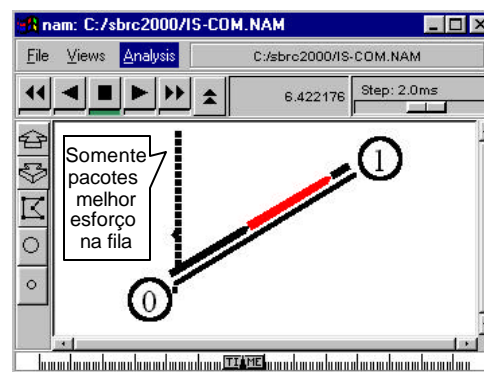 nam: C:/sbrc2000/IS-COM.NAM
File Views Analysis C:/sbrc2000/IS-COM.NAM
6.422176 Step: 2.0ms
Somente
pacotes
melhor
esforço
na fila
1
0
TIME